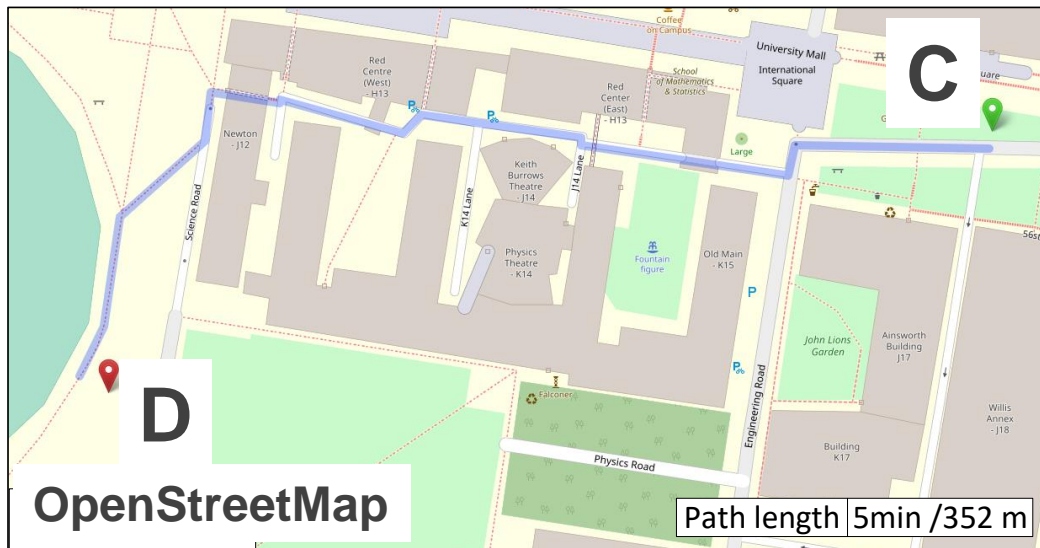 Coffee
on Campus
University Mall
International
Square
C
Square
Red
Centre
(West) -
H13
School
of Mathematics
& Statistics
Red
Center
(East) -
H13
G
Newton
- J12
Large
Keith
Burrows
Theatre
- J14
J14 Lane
K14 Lane
Science Road
56st
Physics
Theatre
- K14
Fountain
figure
Old Main
- K15
P
John Lions
Garden
Ainsworth
Building
J17
P
Falconer
D
Engineering Road
Willis
Annex
- J18
Building
K17
Physics Road
OpenStreetMap
Path length 5min /352 m